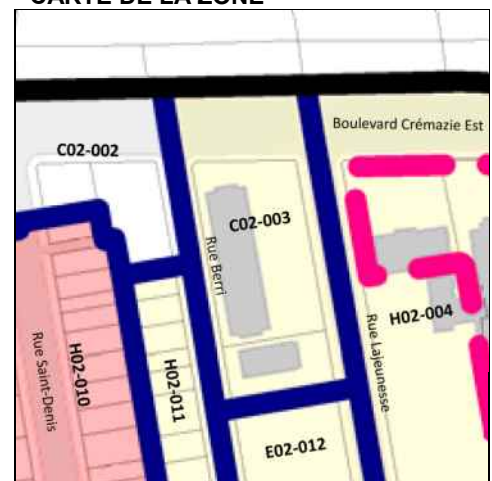 CARTE DE LA ZONE
Boulevard Crémazie Est
C02-002
C02-003
Rue Berri
H02-004
Rue Lajeunesse
Rue Saint-Denis
H02-010
H02-011
E02-012